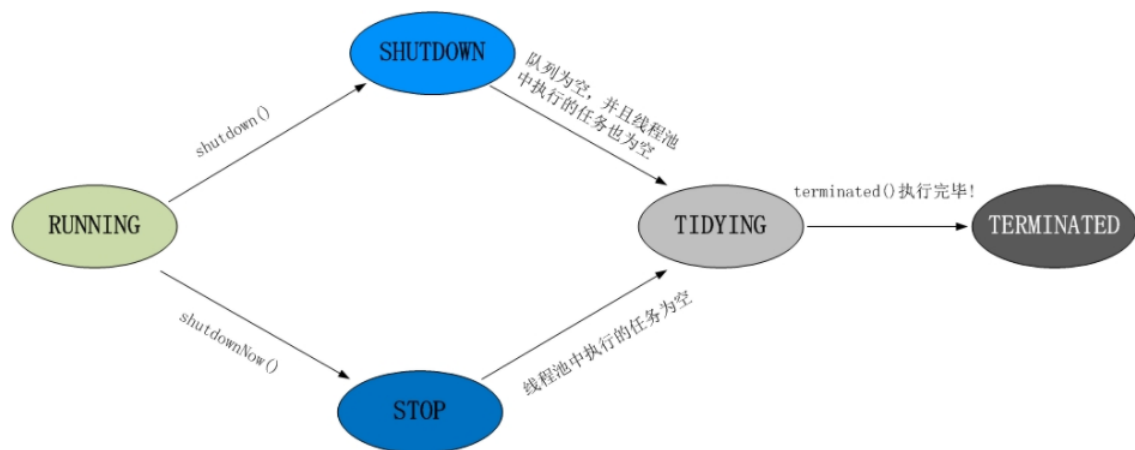 SHUTDOWN
队列为空，并且线程池
中执行的任务也为空
shutdown()
RUNNING
TIDYING
terminated()执行完毕!
TERMINATED
shutdownNow()
线程池中执行的任务为空
STOP